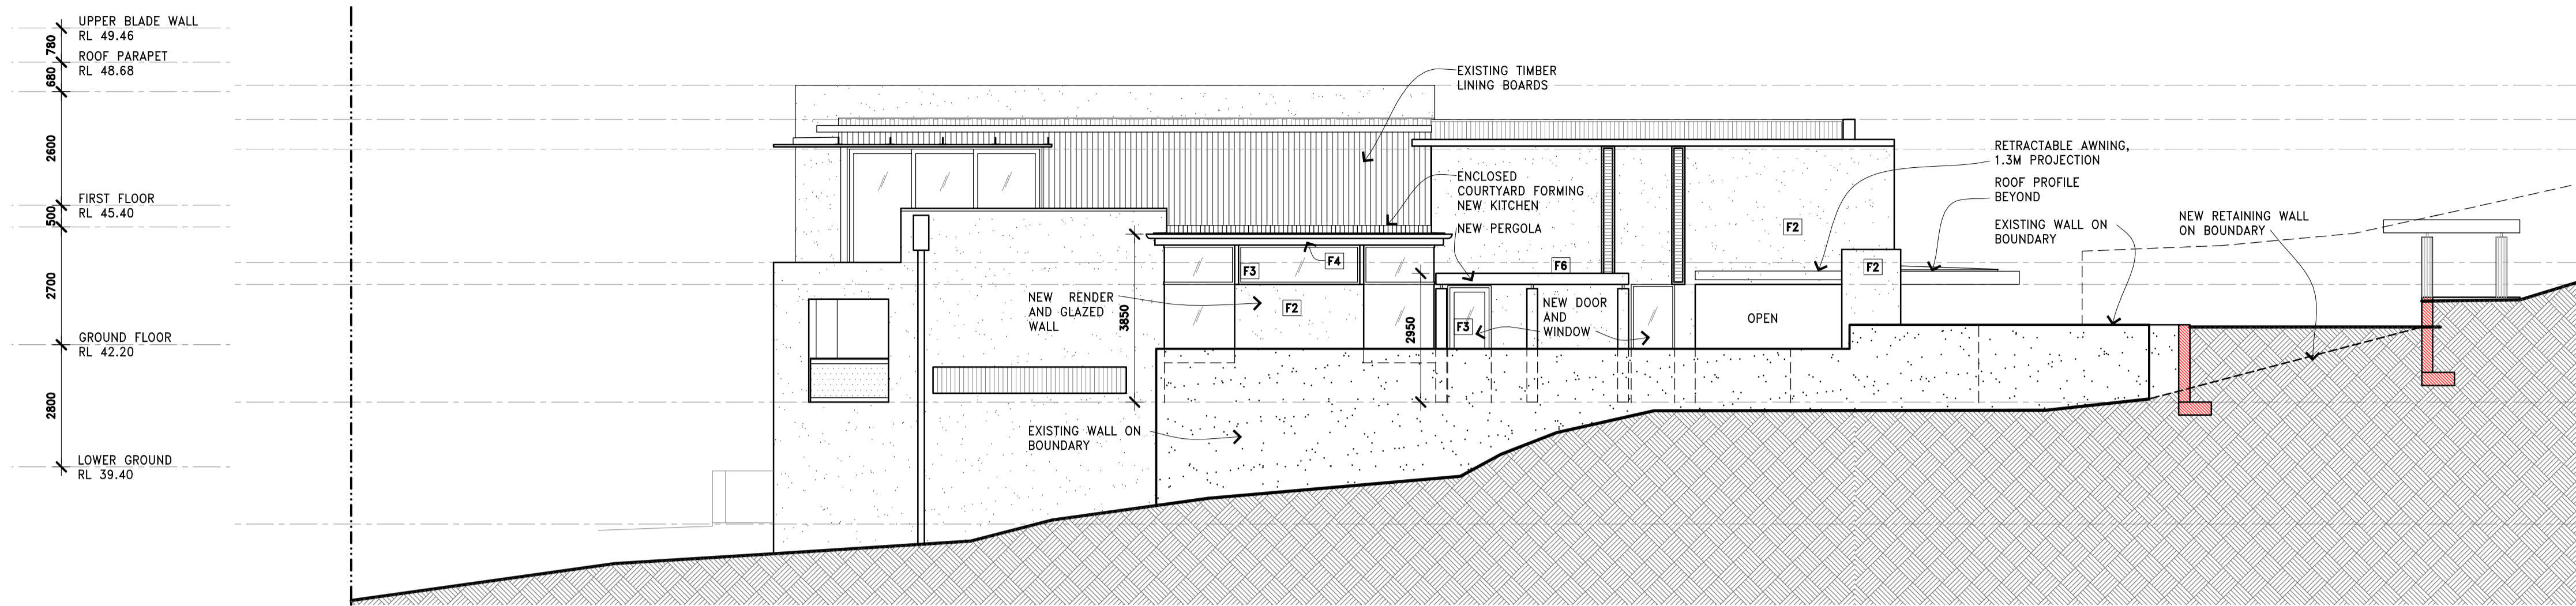 UPPER BLADE WALL
RL 49.46
780
ROOF PARAPET
RL 48.68
680
2600
FIRST FLOOR
RL 45.40
500
2700
GROUND FLOOR
RL 42.20
2800
LOWER GROUND
RL 39.40
EXISTING TIMBER
LINING BOARDS
ENCLOSED
COURTYARD FORMING
NEW KITCHEN
NEW PERGOLA
RETRACTABLE AWNING,
1.3M PROJECTION
ROOF PROFILE
BEYOND
EXISTING WALL ON
BOUNDARY
NEW RETAINING WALL
ON BOUNDARY
F2
F4
F3
F6
F2
NEW RENDER
AND GLAZED
WALL
3850
F2
2950
F3
NEW DOOR
AND
WINDOW
OPEN
EXISTING WALL ON
BOUNDARY